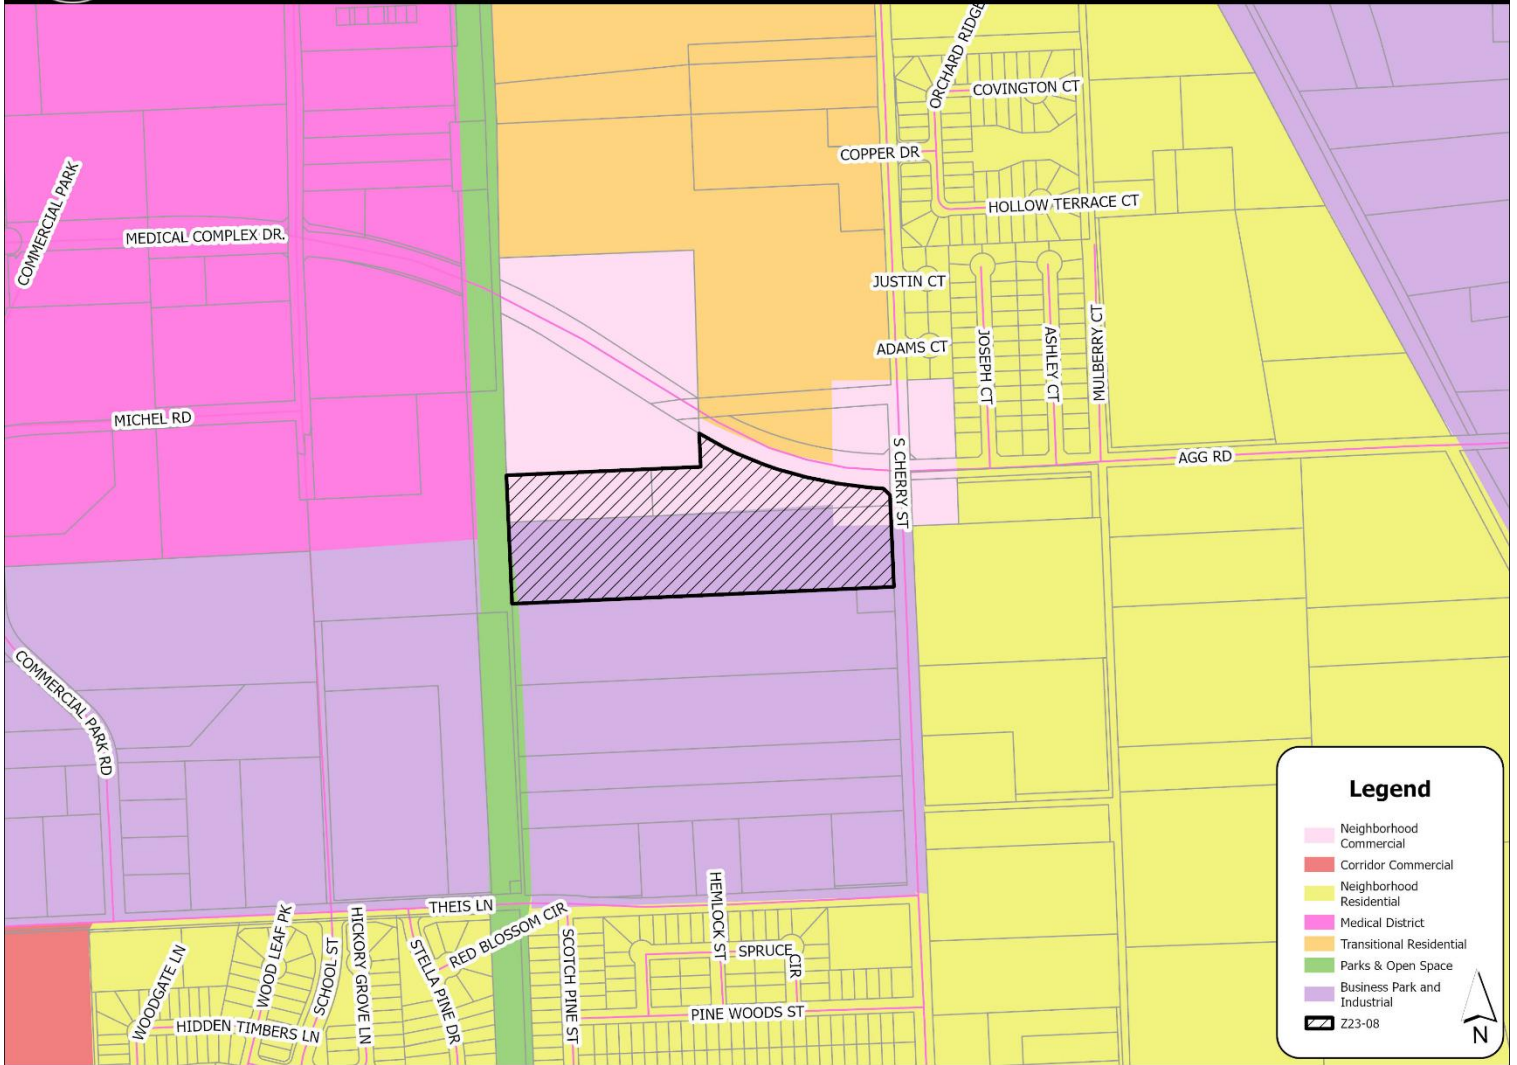 ORCHARD RIDGE
COVINGTON CT
COPPER DR
COMMERCIAL PARK
HOLLOW TERRACE CT
MEDICAL COMPLEX DR.
JUSTIN CT
ADAMS CT
JOSEPH CT
ASHLEY CT
MULBERRY CT
MICHEL RD
S CHERRY ST
AGG RD
COMMERCIAL PARK RD
THEIS LN
HEMLOCK ST
WOOD LEAF PK
HICKORY GROVE LN
RED BLOSSOM CIR
SCOTCH PINE ST
SCHOOL ST
STELLA PINE DR
WOODGATE LN
SPRUCE CIR
HIDDEN TIMBERS LN
PINE WOODS ST
Legend
Neighborhood
Commercial
Corridor Commercial
Neighborhood
Residential
Medical District
Transitional Residential
Parks & Open Space
Business Park and
Industrial
Z23-08
N